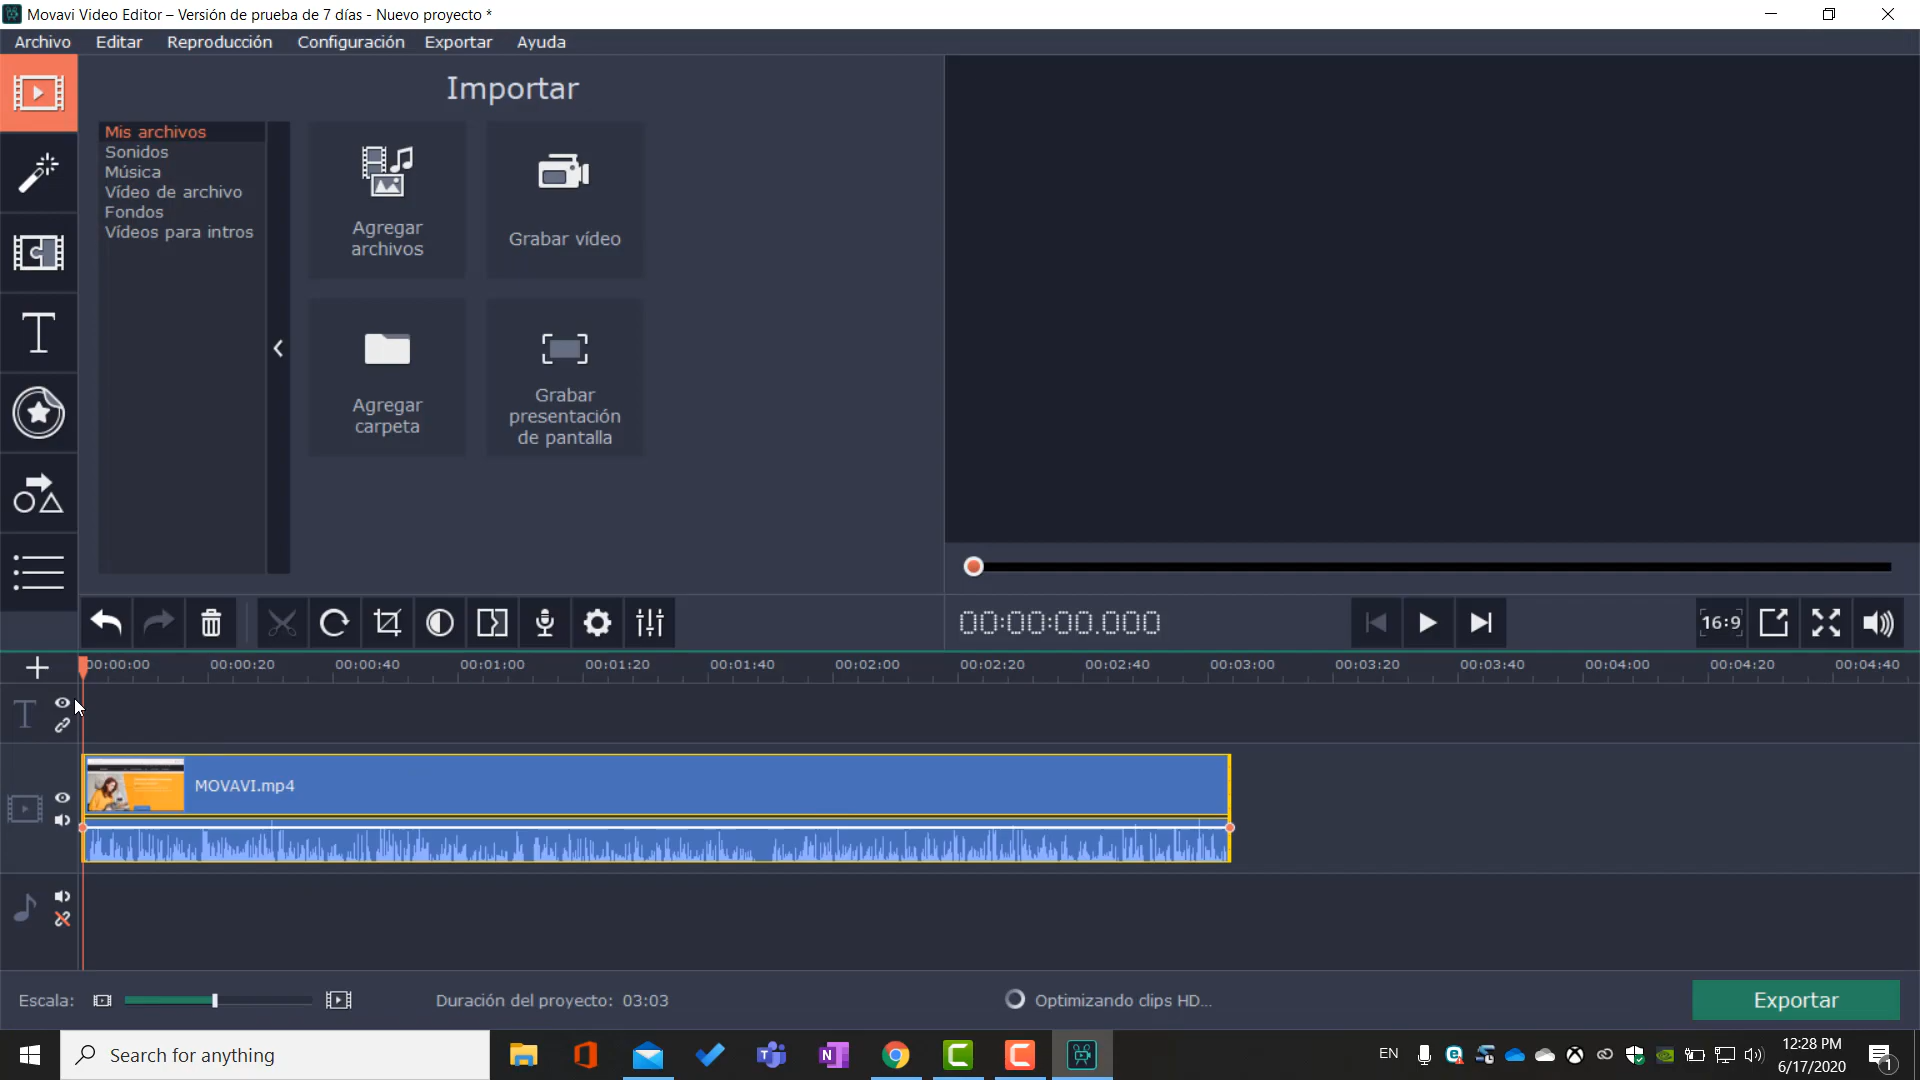 Movavi Video Editor – Versión de prueba de 7 días - Nuevo proyecto *
Archivo Editar Reproducción Configuración Exportar Ayuda
Importar
Mis archivos
Sonidos
Música
Vídeo de archivo
Fondos
Vídeos para intros
Agregar
archivos
Grabar vídeo
Agregar
carpeta
Grabar
presentación
de pantalla
00:00:00.000
16:9
00:00:00 00:00:20 00:00:40 00:01:00 00:01:20 00:01:40 00:02:00 00:02:20 00:02:40 00:03:00 00:03:20 00:03:40 00:04:00 00:04:20 00:04:40
T
MOVAVI.mp4
Escala:
Duración del proyecto: 03:03
Optimizando clips HD...
Exportar
Search for anything
EN
12:28 PM
6/17/2020
1